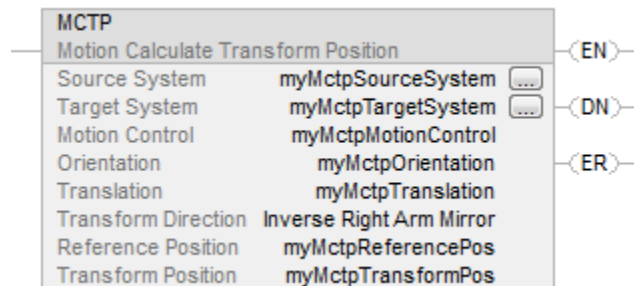 MCTP
Motion Calculate Transform Position (EN)
Source System myMctpSourceSystem ...
Target System myMctpTargetSystem ... (DN)
Motion Control myMctpMotionControl
Orientation myMctpOrientation (ER)
Translation myMctpTranslation
Transform Direction Inverse Right Arm Mirror
Reference Position myMctpReferencePos
Transform Position myMctpTransformPos